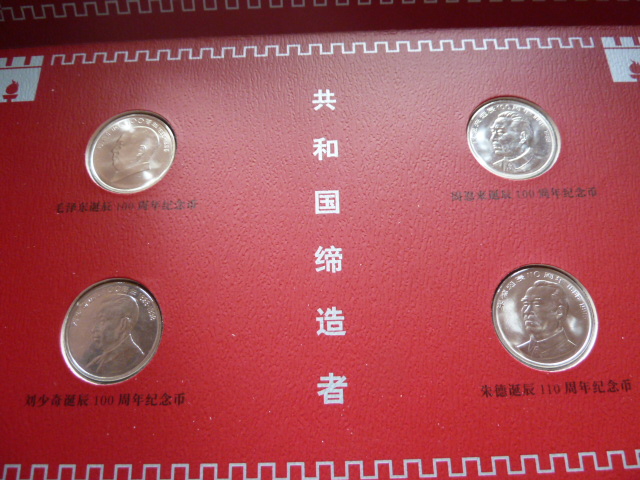 共和国缔造者
毛泽东诞辰100周年纪念币
周恩来诞辰100周年纪念币
刘少奇诞辰100周年纪念币
朱德诞辰110周年纪念币